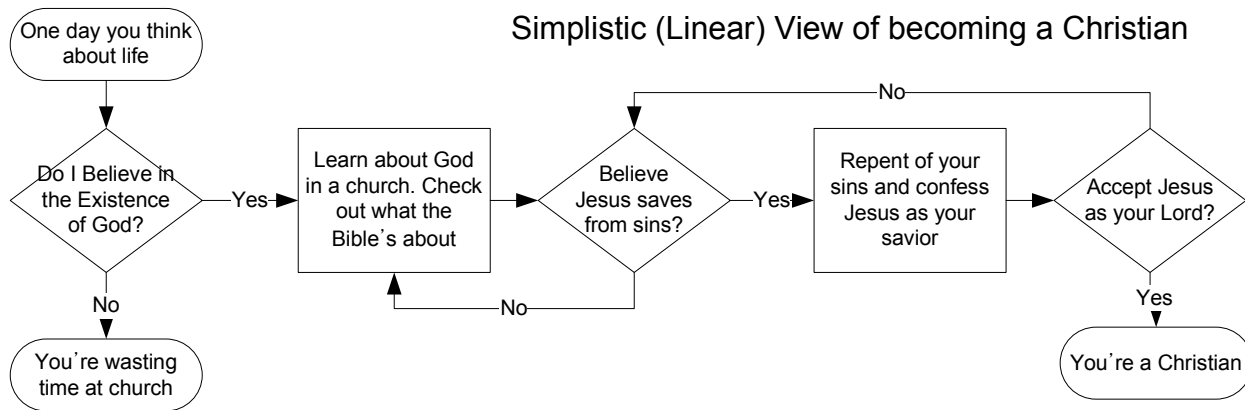 Simplistic (Linear) View of becoming a Christian
One day you think
about life
Do I Believe in
the Existence
of God?
Yes
No
You're wasting
time at church
Learn about God
in a church. Check
out what the
Bible's about
Believe
Jesus saves
from sins?
No
Yes
Repent of your
sins and confess
Jesus as your
savior
Accept Jesus
as your Lord?
No
Yes
You're a Christian